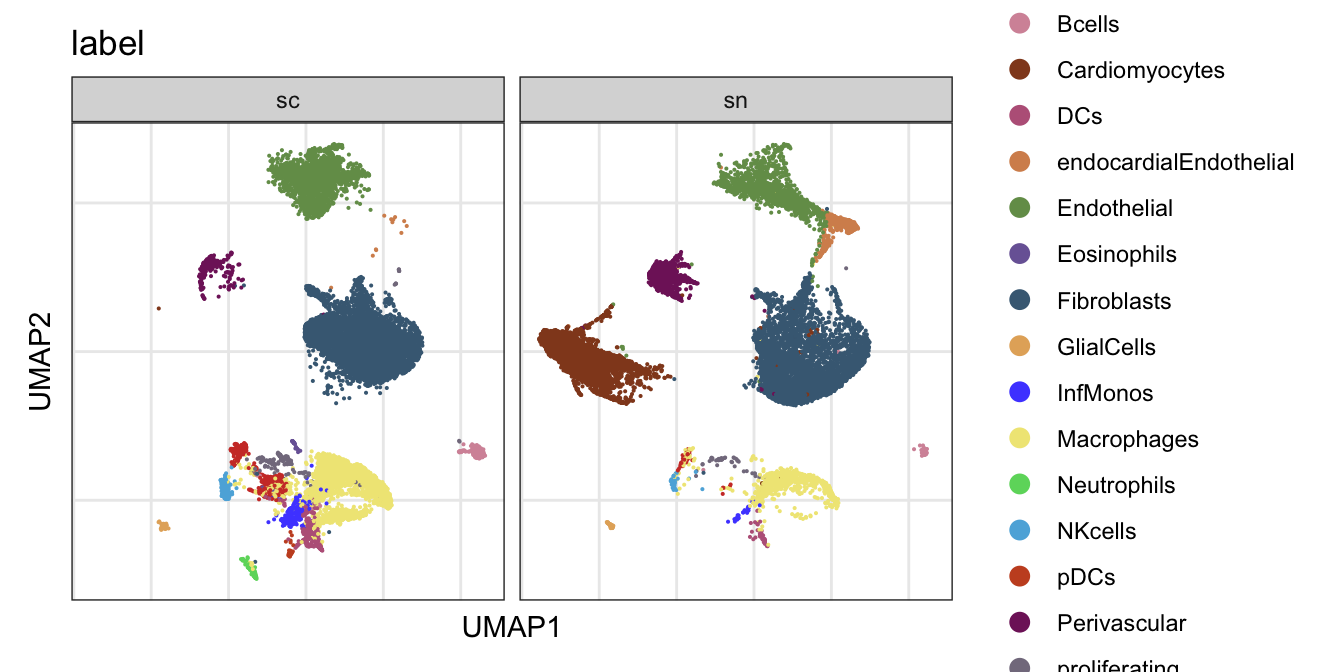 label
sc
sn
UMAP2
UMAP1
Bcells
Cardiomyocytes
DCs
endocardialEndothelial
Endothelial
Eosinophils
Fibroblasts
GlialCells
InfMonos
Macrophages
Neutrophils
NKcells
pDCs
Perivascular
proliferating